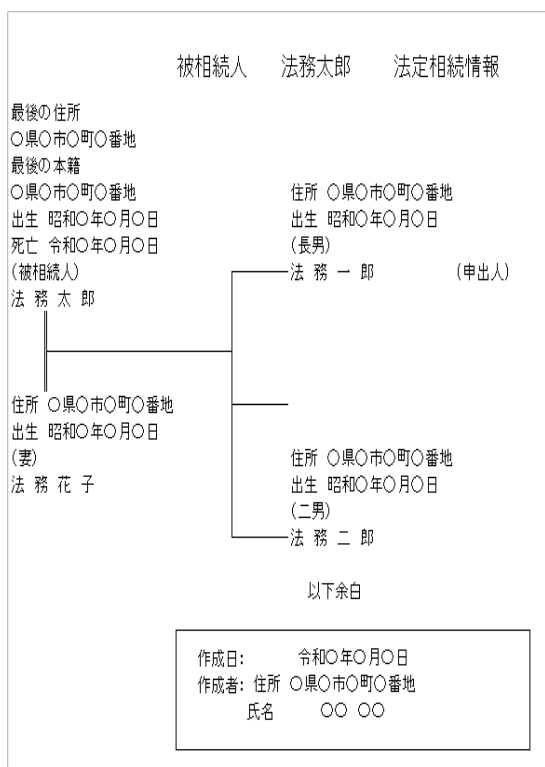 被相続人 法務太郎 法定相続情報
最後の住所
○県○市○町○番地
最後の本籍
○県○市○町○番地
出生 昭和○年○月○日
死亡 令和○年○月○日
(被相続人)
法 務 太 郎
住所 ○県○市○町○番地
出生 昭和○年○月○日
(妻)
法 務 花 子
住所 ○県○市○町○番地
出生 昭和○年○月○日
(長男)
法 務 一 郎 (申出人)
住所 ○県○市○町○番地
出生 昭和○年○月○日
(二男)
法 務 二 郎
以下余白
作成日: 令和○年○月○日
作成者: 住所 ○県○市○町○番地
氏名 ○○ ○○